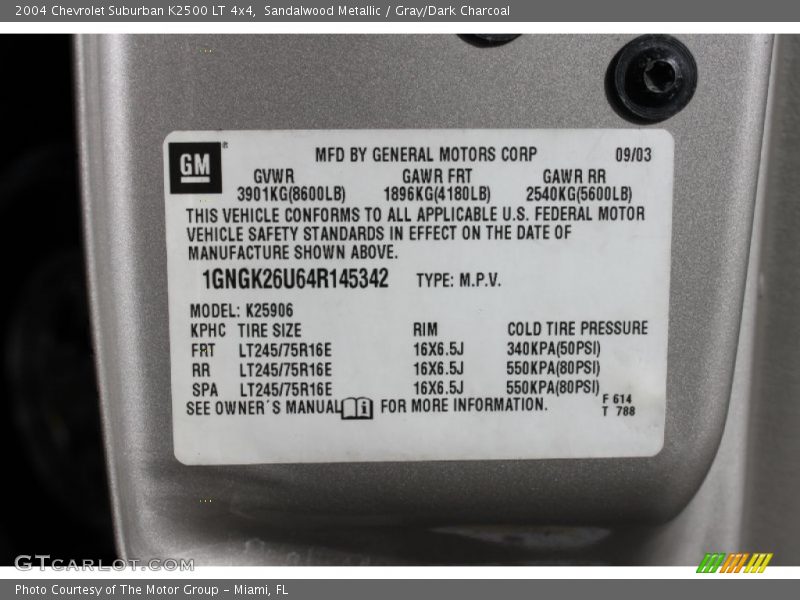 2004 Chevrolet Suburban K2500 LT 4x4, Sandalwood Metallic / Gray/Dark Charcoal
GM®
MFD BY GENERAL MOTORS CORP 09/03
GVWR GAWR FRT GAWR RR
3901KG(8600LB) 1896KG(4180LB) 2540KG(5600LB)
THIS VEHICLE CONFORMS TO ALL APPLICABLE U.S. FEDERAL MOTOR
VEHICLE SAFETY STANDARDS IN EFFECT ON THE DATE OF
MANUFACTURE SHOWN ABOVE.
1GNGK26U64R145342 TYPE: M.P.V.
MODEL: K25906
KPHC TIRE SIZE RIM COLD TIRE PRESSURE
FRT LT245/75R16E 16X6.5J 340KPA(50PSI)
RR LT245/75R16E 16X6.5J 550KPA(80PSI)
SPA LT245/75R16E 16X6.5J 550KPA(80PSI)
SEE OWNER´S MANUAL FOR MORE INFORMATION.
F 614
T 788
GTCARLOT.COM
Photo Courtesy of The Motor Group - Miami, FL